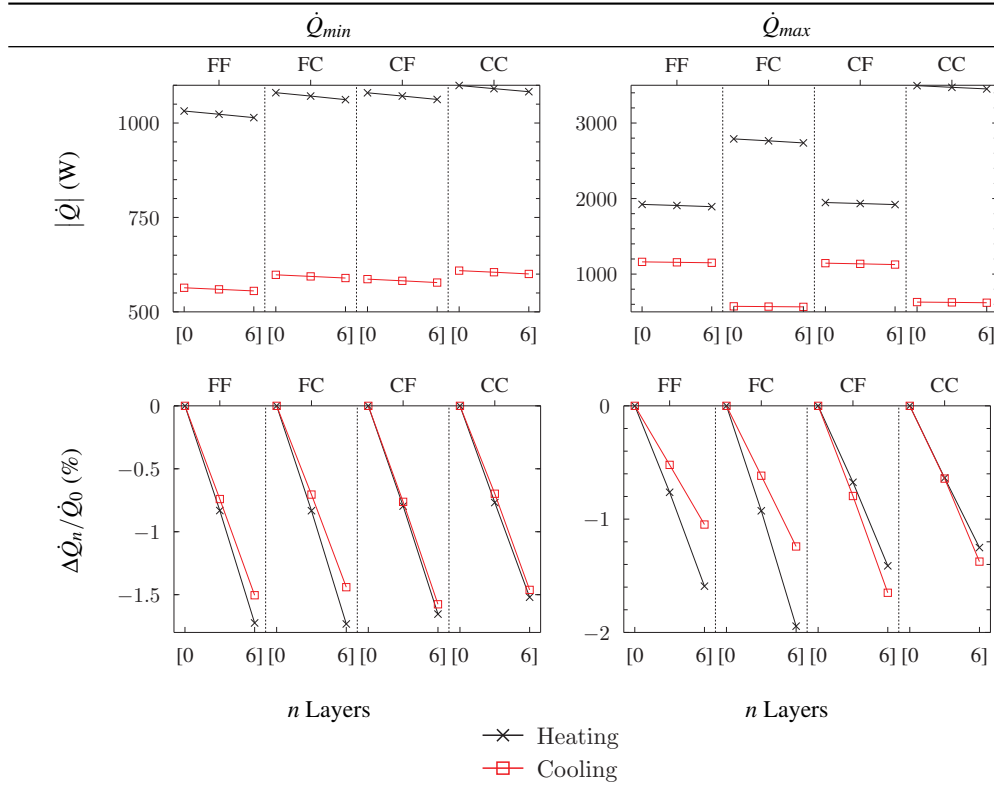 Q̇min Q̇max
FF FC CF CC FF FC CF CC
|Q̇| (W)
1000
750
500
3000
2000
1000
[0 6] [0 6] [0 6] [0 6] [0 6] [0 6] [0 6] [0 6]
FF FC CF CC FF FC CF CC
ΔQ̇n/Q̇0 (%)
0
−0.5
−1
−1.5
0
−1
−2
[0 6] [0 6] [0 6] [0 6] [0 6] [0 6] [0 6] [0 6]
n Layers n Layers
Heating
Cooling